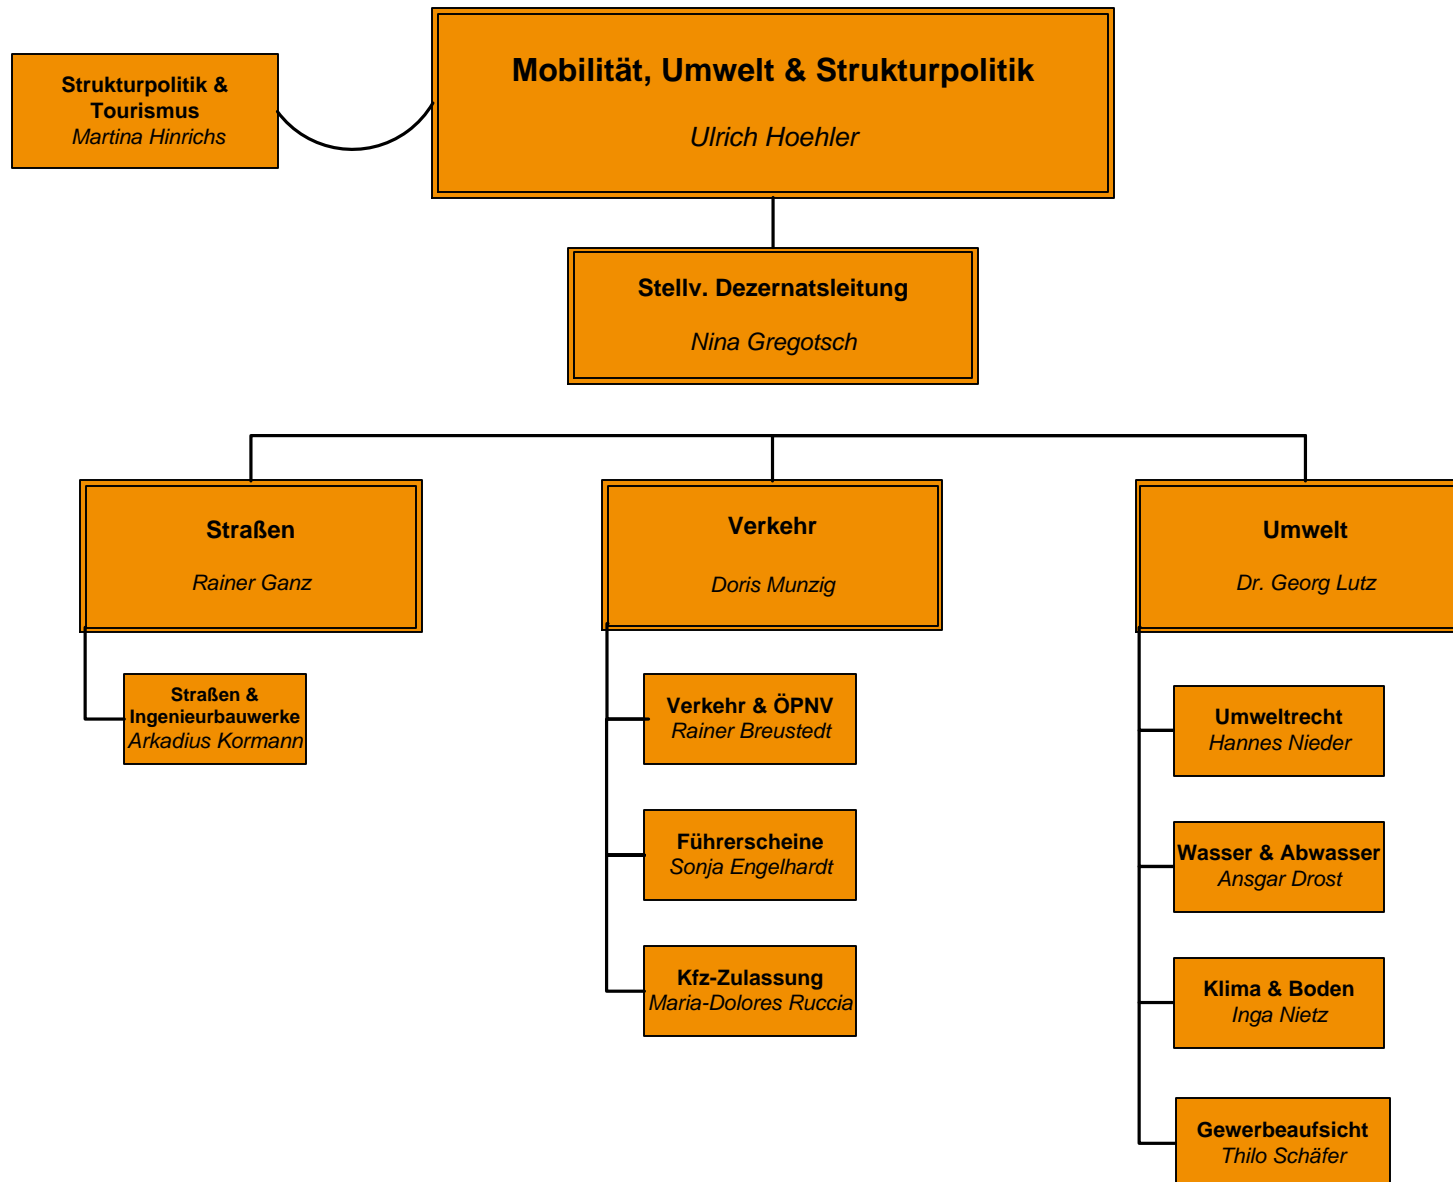 Strukturpolitik &
Tourismus
Martina Hinrichs
Mobilität, Umwelt & Strukturpolitik
Ulrich Hoehler
Stellv. Dezernatsleitung
Nina Gregotsch
Straßen
Rainer Ganz
Straßen &
Ingenieurbauwerke
Arkadius Kormann
Verkehr
Doris Munzig
Verkehr & ÖPNV
Rainer Breustedt
Führerscheine
Sonja Engelhardt
Kfz-Zulassung
Maria-Dolores Ruccia
Umwelt
Dr. Georg Lutz
Umweltrecht
Hannes Nieder
Wasser & Abwasser
Ansgar Drost
Klima & Boden
Inga Nietz
Gewerbeaufsicht
Thilo Schäfer